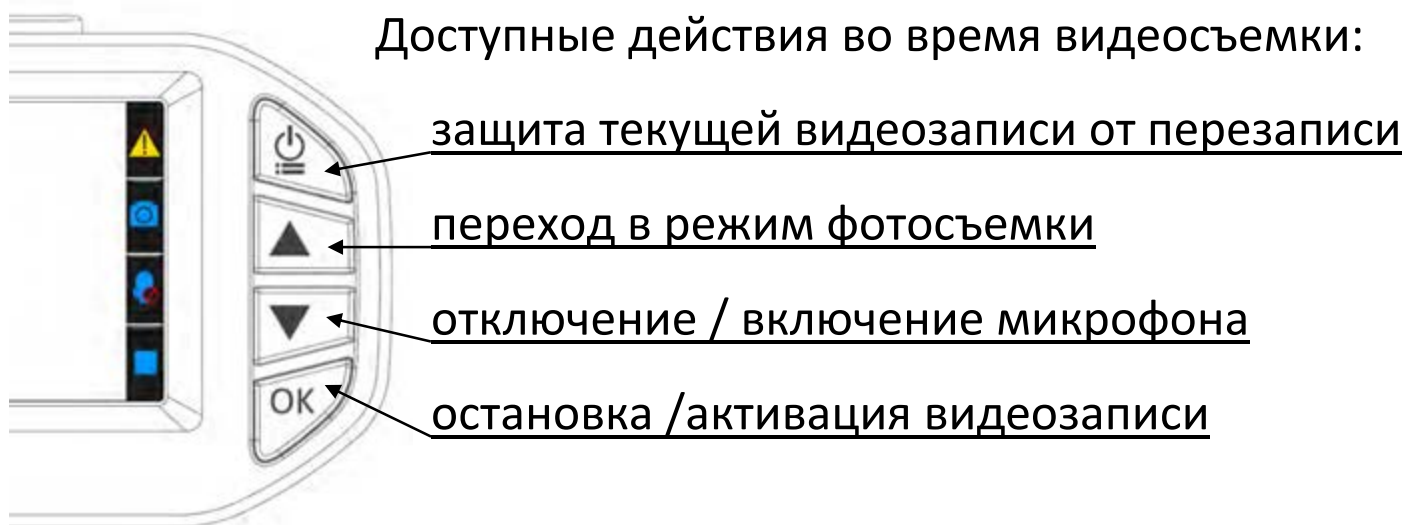 Доступные действия во время видеосъемки:
защита текущей видеозаписи от перезаписи
переход в режим фотосъемки
отключение / включение микрофона
OK
остановка /активация видеозаписи